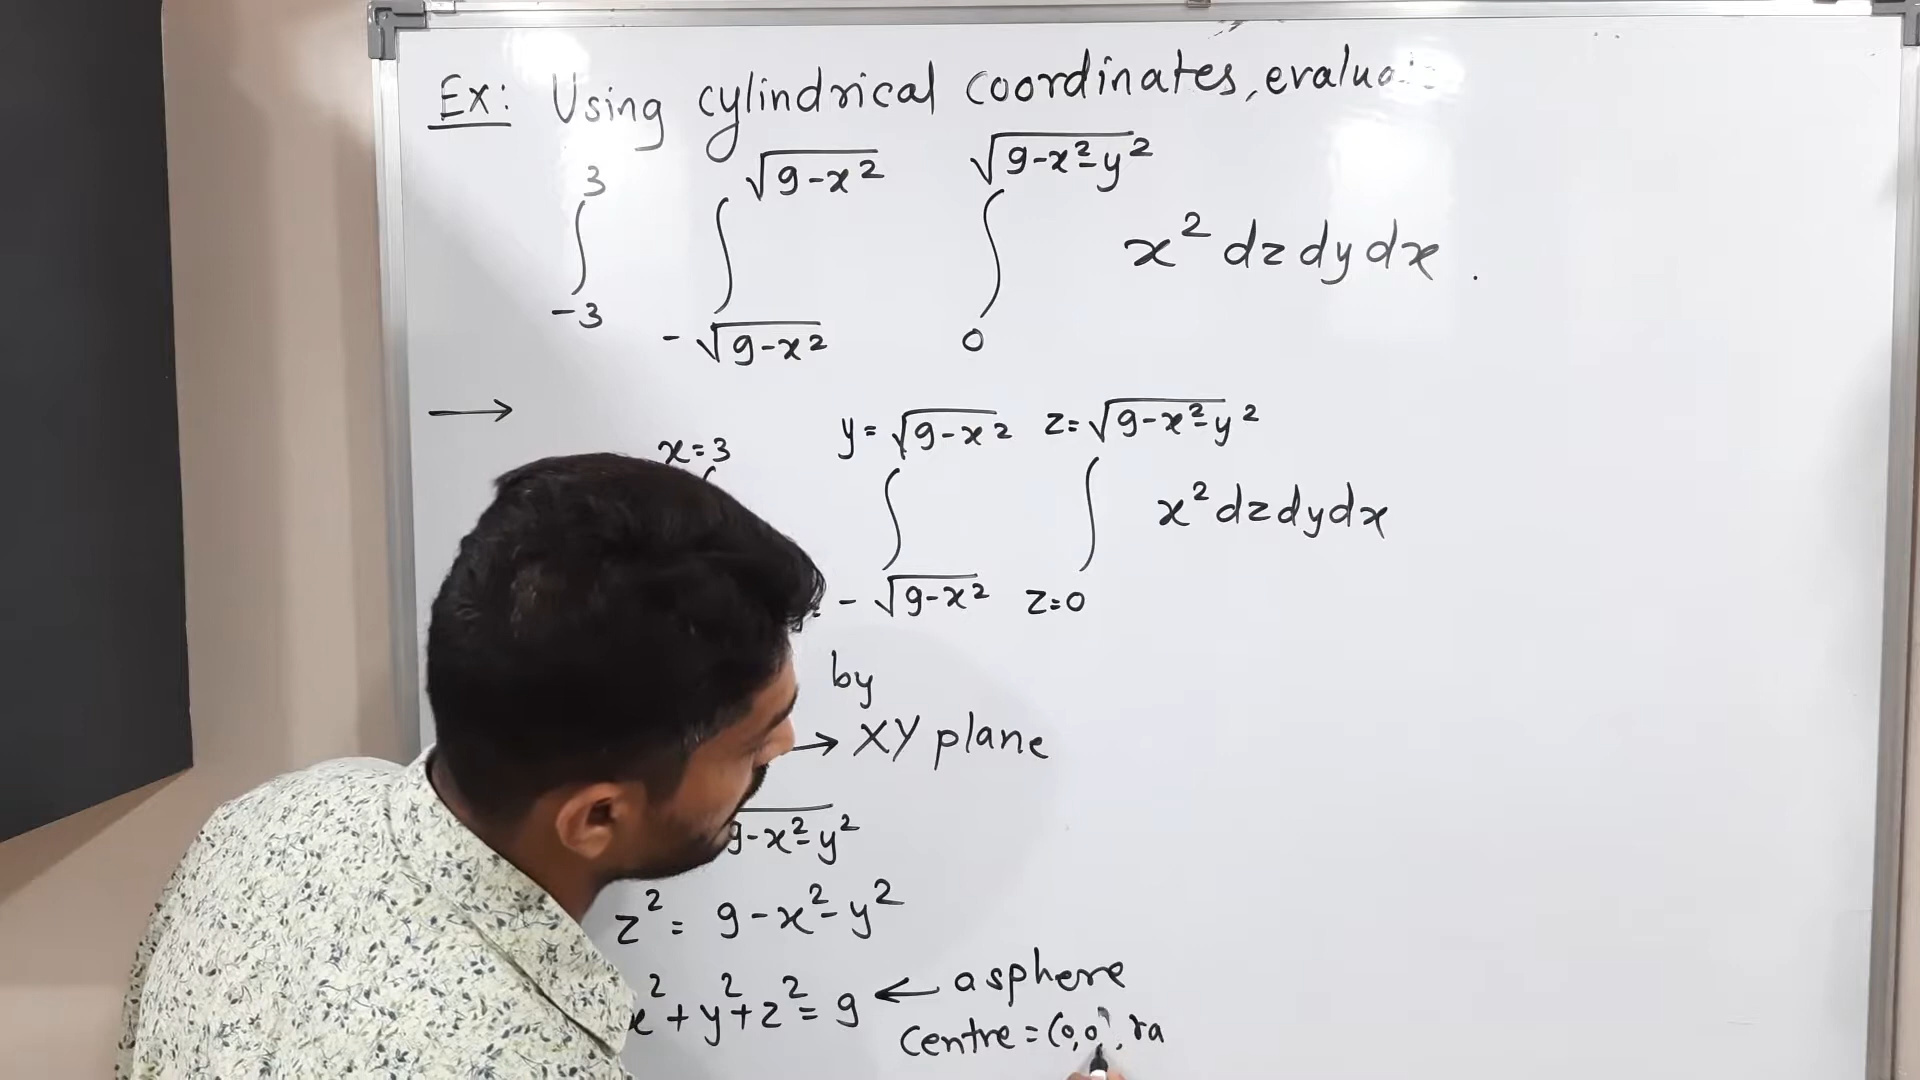 Ex: Using cylindrical coordinates, evalua
∫_{-3}^{3} ∫_{-√(9-x²)}^{√(9-x²)} ∫_{0}^{√(9-x²-y²)} x² dz dy dx .
→
x=3 y=√(9-x²) z=√(9-x²-y²)
∫ ∫ ∫ x² dz dy dx
-√(9-x²) z=0
by
→ XY plane
9-x²-y²
z² = 9-x²-y²
x²+y²+z²=9 ← a sphere
Centre = (0,0), ra